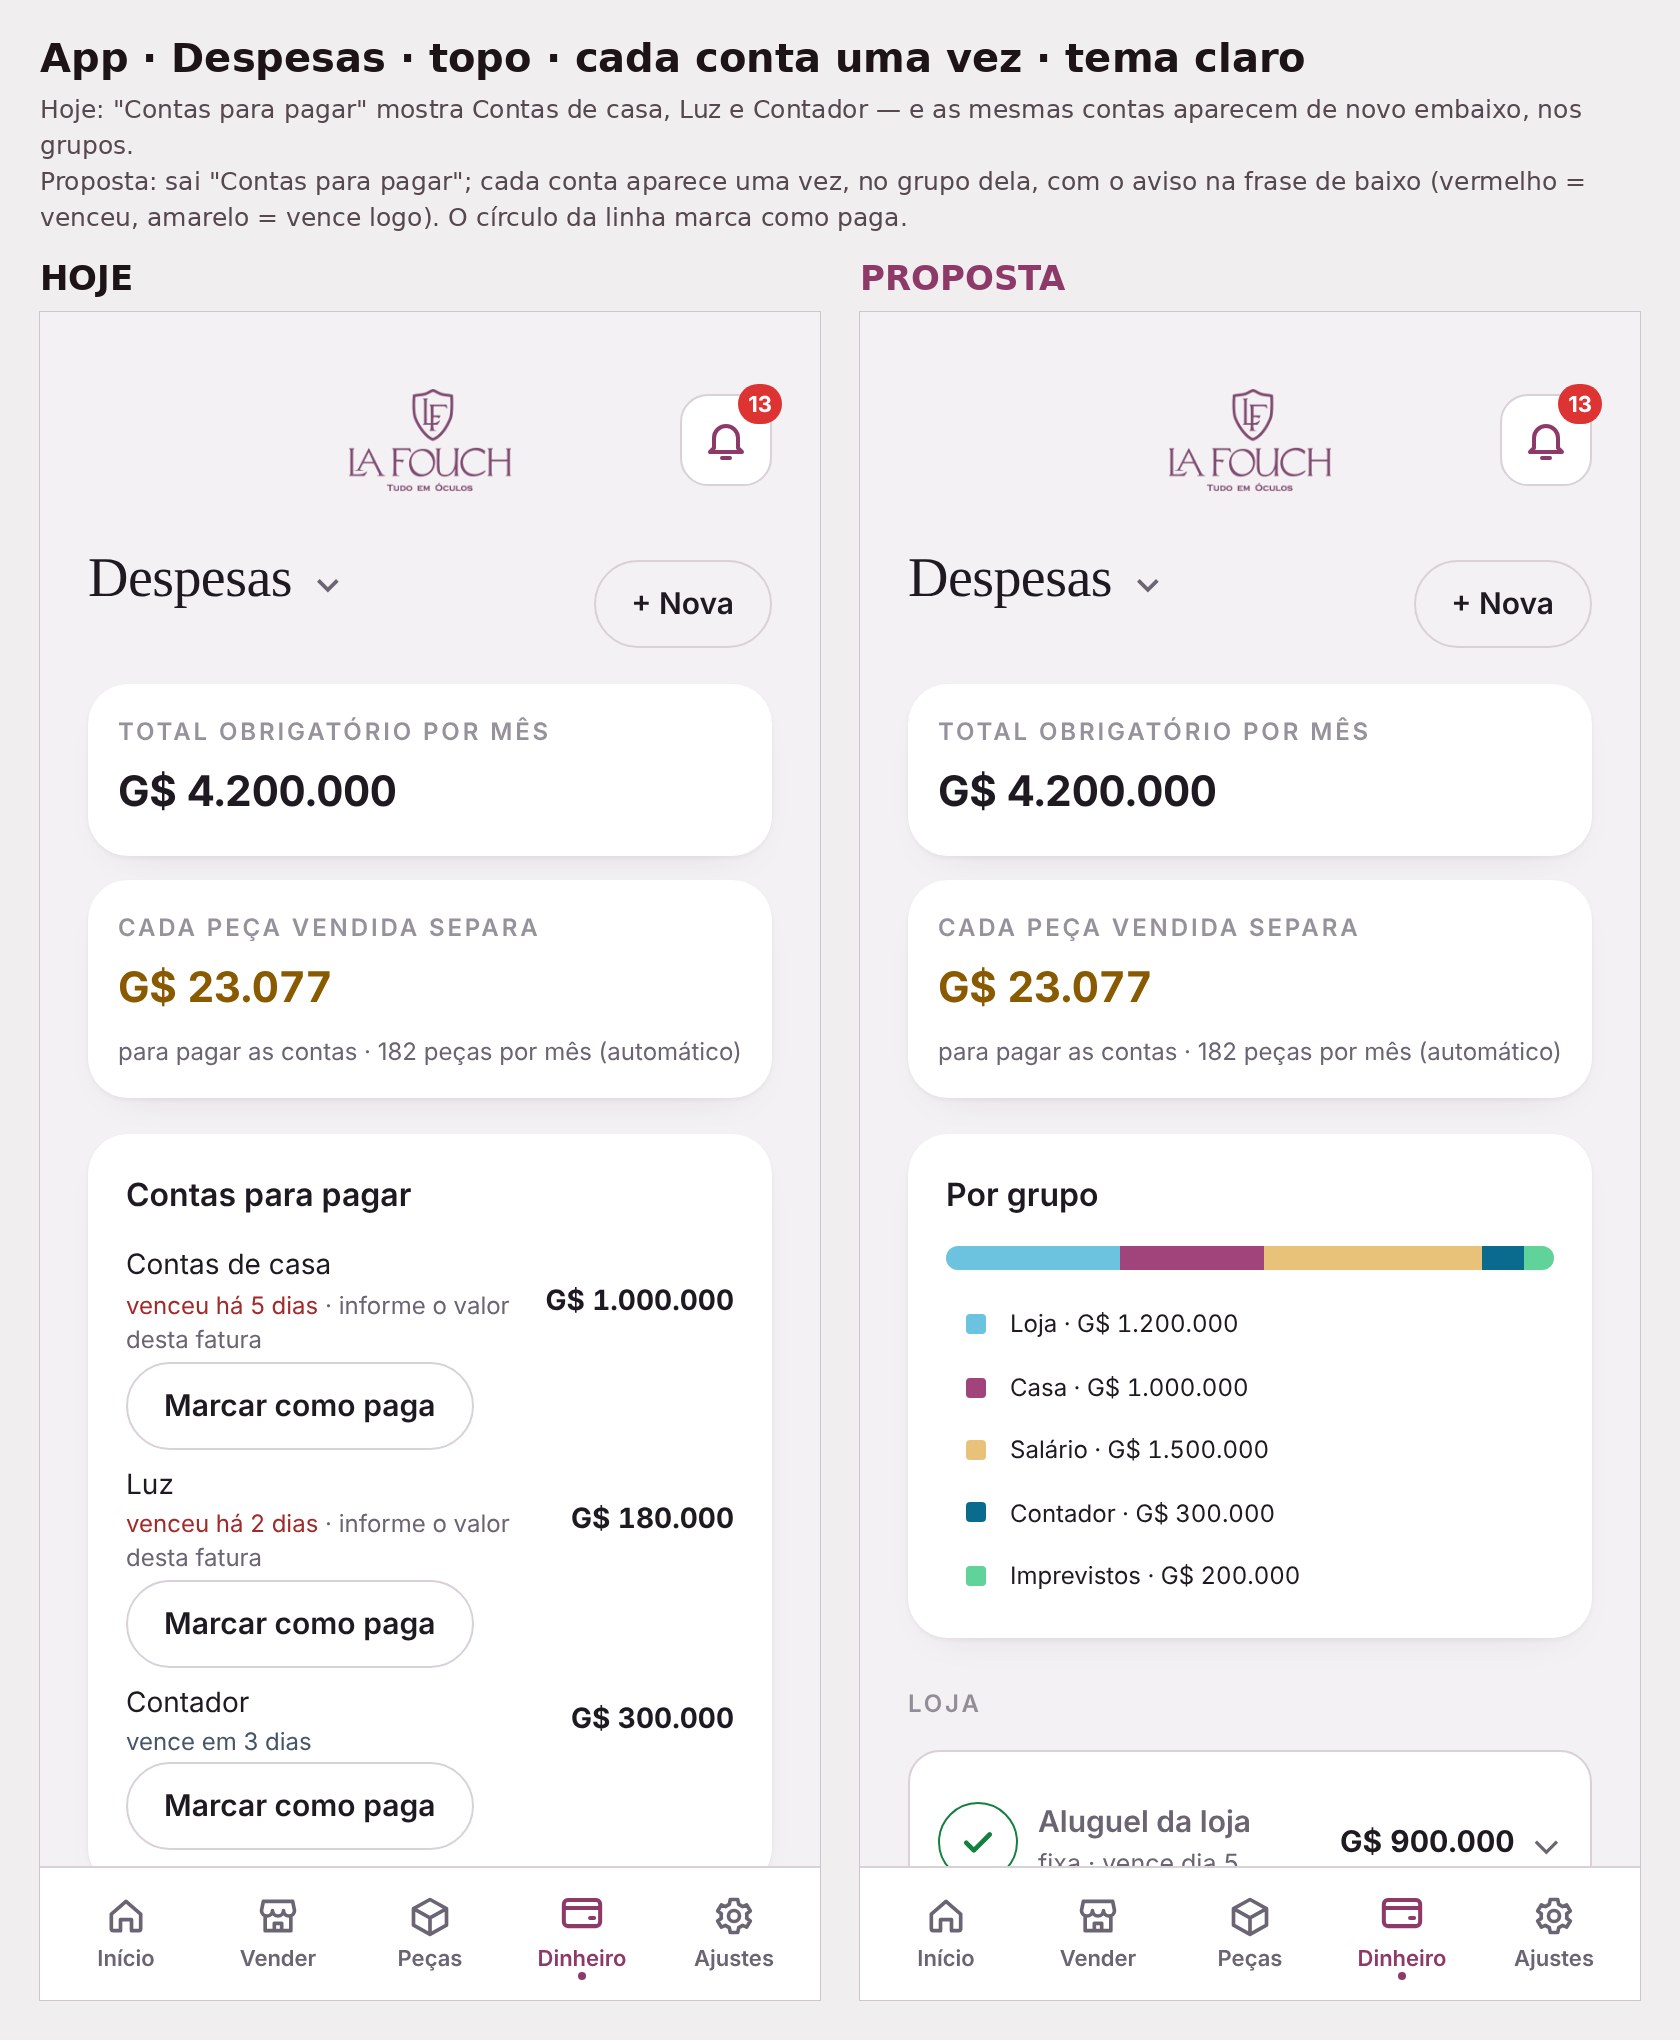 App · Despesas · topo · cada conta uma vez · tema claro
Hoje: "Contas para pagar" mostra Contas de casa, Luz e Contador — e as mesmas contas aparecem de novo embaixo, nos
grupos.
Proposta: sai "Contas para pagar"; cada conta aparece uma vez, no grupo dela, com o aviso na frase de baixo (vermelho =
venceu, amarelo = vence logo). O círculo da linha marca como paga.
HOJE
LF
LA FOUCH
TUDO EM ÓCULOS
13
Despesas
+ Nova
TOTAL OBRIGATÓRIO POR MÊS
G$ 4.200.000
CADA PEÇA VENDIDA SEPARA
G$ 23.077
para pagar as contas · 182 peças por mês (automático)
Contas para pagar
Contas de casa
venceu há 5 dias · informe o valor
desta fatura
G$ 1.000.000
Marcar como paga
Luz
venceu há 2 dias · informe o valor
desta fatura
G$ 180.000
Marcar como paga
Contador
vence em 3 dias
G$ 300.000
Marcar como paga
Início
Vender
Peças
Dinheiro
Ajustes
PROPOSTA
LF
LA FOUCH
TUDO EM ÓCULOS
13
Despesas
+ Nova
TOTAL OBRIGATÓRIO POR MÊS
G$ 4.200.000
CADA PEÇA VENDIDA SEPARA
G$ 23.077
para pagar as contas · 182 peças por mês (automático)
Por grupo
Loja · G$ 1.200.000
Casa · G$ 1.000.000
Salário · G$ 1.500.000
Contador · G$ 300.000
Imprevistos · G$ 200.000
LOJA
Aluguel da loja
fixa · vence dia 5
G$ 900.000
Início
Vender
Peças
Dinheiro
Ajustes